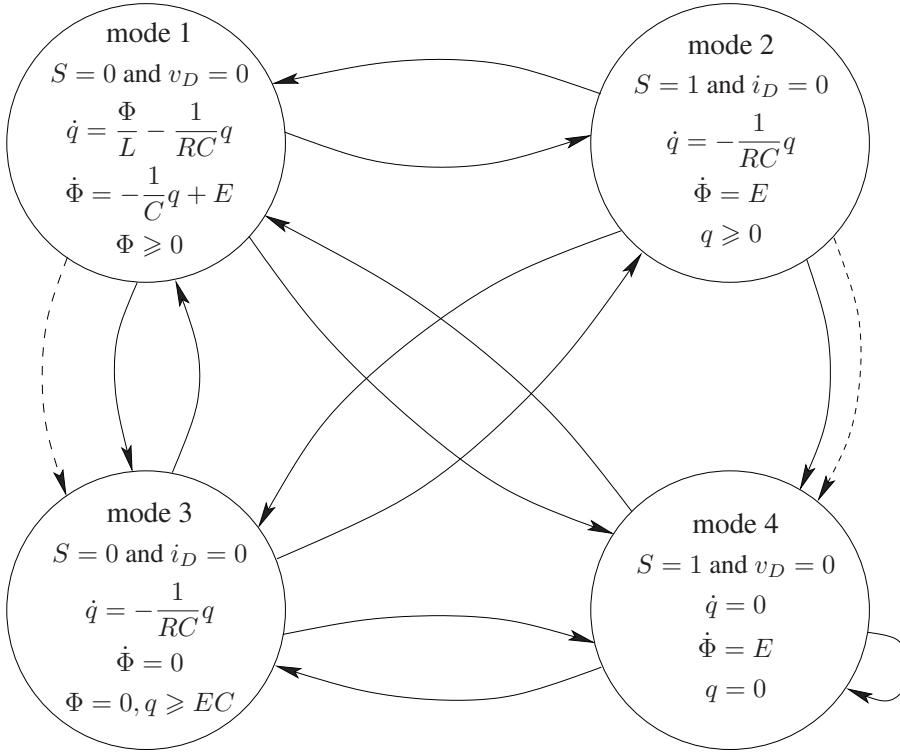 mode 1
S = 0 and v_D = 0
q̇ = Φ/L − 1/RC q
Φ̇ = −1/C q + E
Φ ⩾ 0
mode 2
S = 1 and i_D = 0
q̇ = −1/RC q
Φ̇ = E
q ⩾ 0
mode 3
S = 0 and i_D = 0
q̇ = −1/RC q
Φ̇ = 0
Φ = 0, q ⩾ EC
mode 4
S = 1 and v_D = 0
q̇ = 0
Φ̇ = E
q = 0